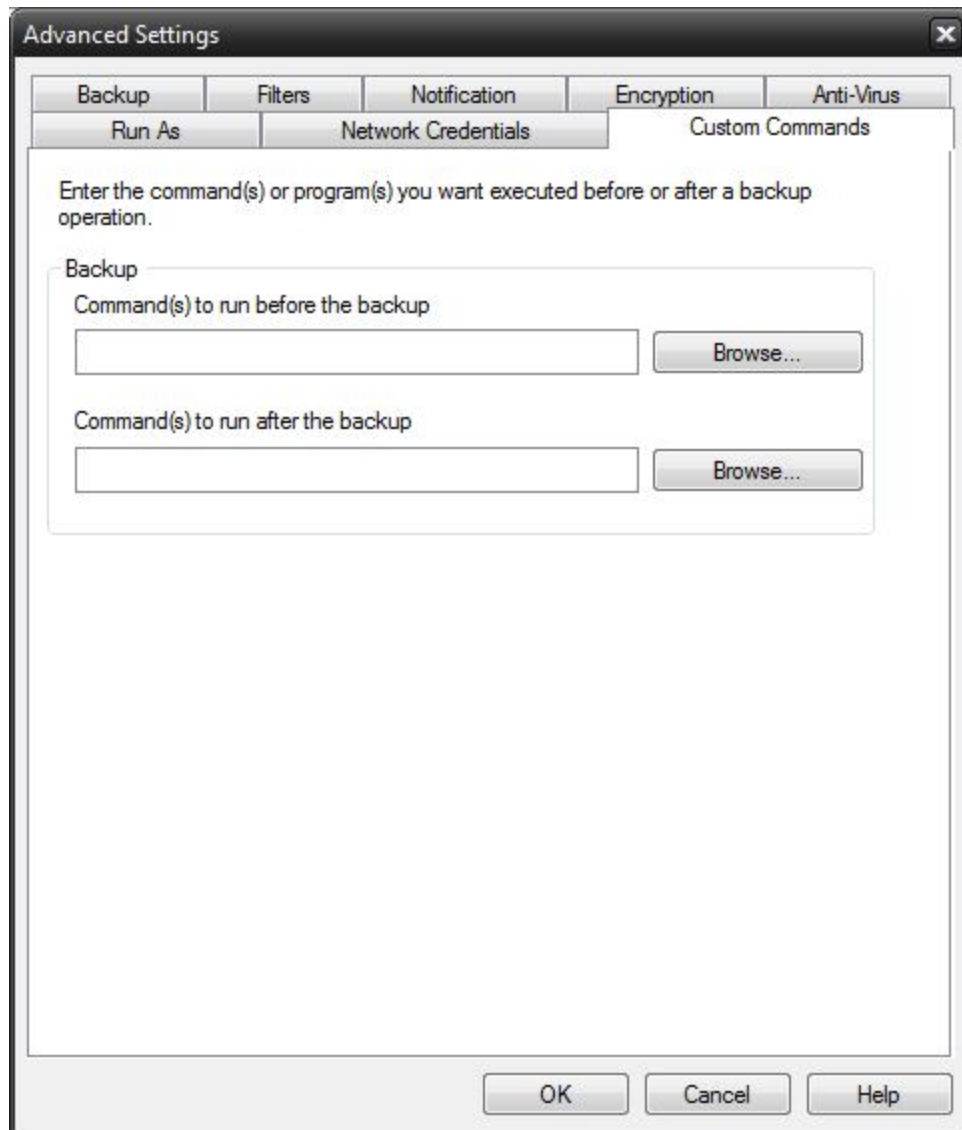 Advanced Settings
Backup
Filters
Notification
Encryption
Anti-Virus
Run As
Network Credentials
Custom Commands
Enter the command(s) or program(s) you want executed before or after a backup
operation.
Backup
Command(s) to run before the backup
Browse...
Command(s) to run after the backup
Browse...
OK
Cancel
Help